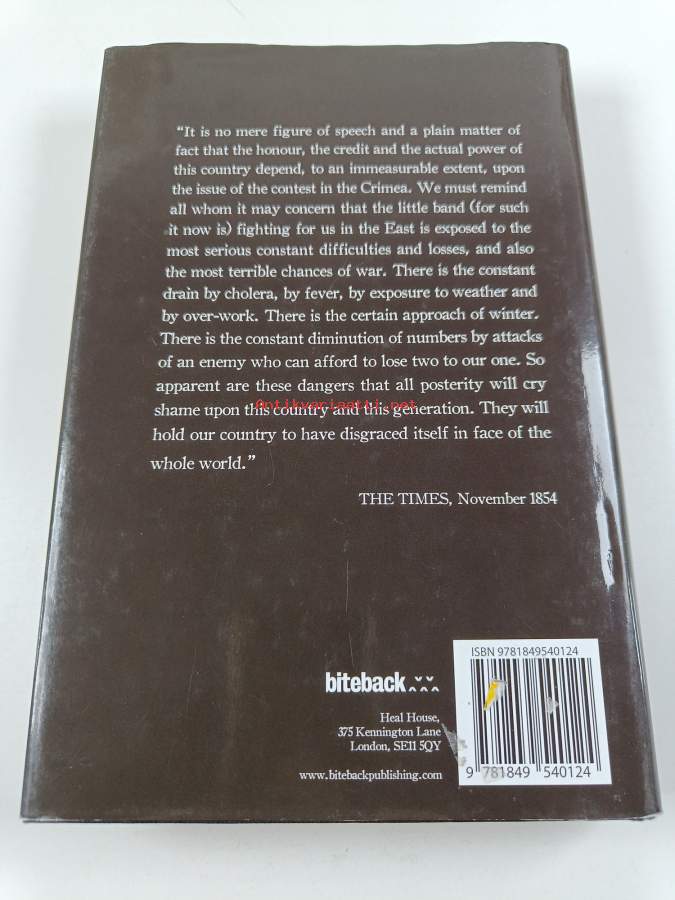 “It is no mere figure of speech and a plain matter of
fact that the honour, the credit and the actual power of
this country depend, to an immeasurable extent, upon
the issue of the contest in the Crimea. We must remind
all whom it may concern that the little band (for such
it now is) fighting for us in the East is exposed to the
most serious constant difficulties and losses, and also
the most terrible chances of war. There is the constant
drain by cholera, by fever, by exposure to weather and
by over-work. There is the certain approach of winter.
There is the constant diminution of numbers by attacks
of an enemy who can afford to lose two to our one. So
apparent are these dangers that all posterity will cry
shame upon this country and this generation. They will
Antikvariaatti.net
hold our country to have disgraced itself in face of the
whole world.”
THE TIMES, November 1854
ISBN 9781849540124
biteback
Heal House,
375 Kennington Lane
London, SE11 5QY
www.bitebackpublishing.com
9 781849 540124